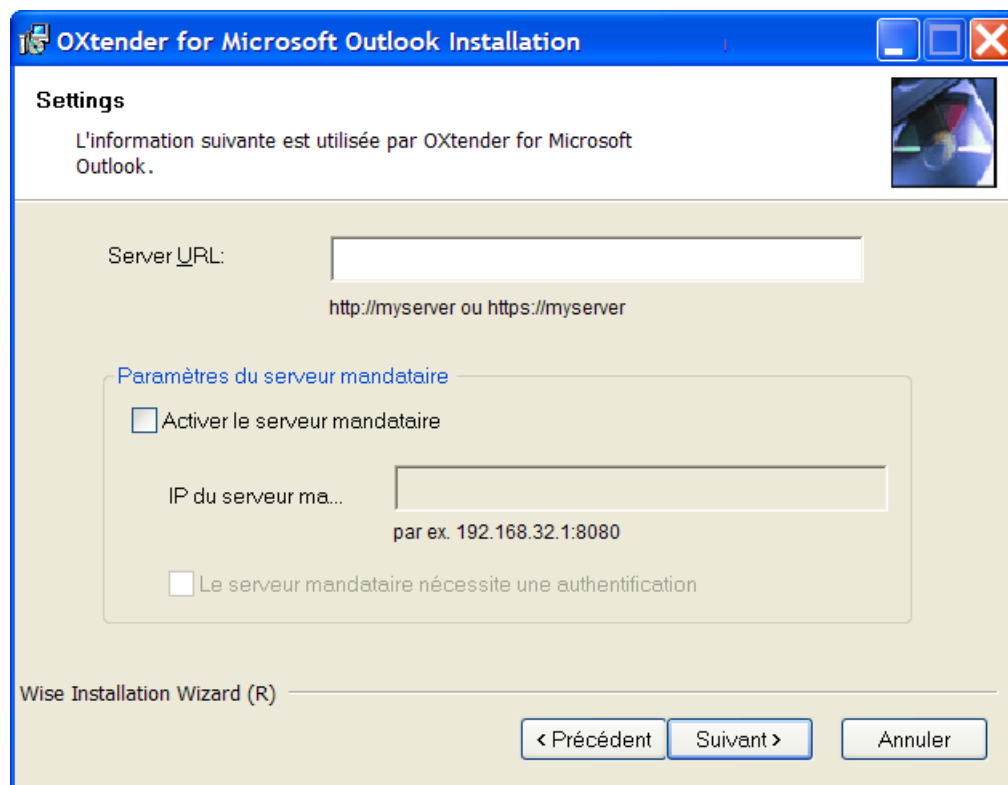 OXtender for Microsoft Outlook Installation
Settings
L'information suivante est utilisée par OXtender for Microsoft
Outlook.
Server URL:
http://myserver ou https://myserver
Paramètres du serveur mandataire
Activer le serveur mandataire
IP du serveur ma...
par ex. 192.168.32.1:8080
Le serveur mandataire nécessite une authentification
Wise Installation Wizard (R)
< Précédent
Suivant >
Annuler